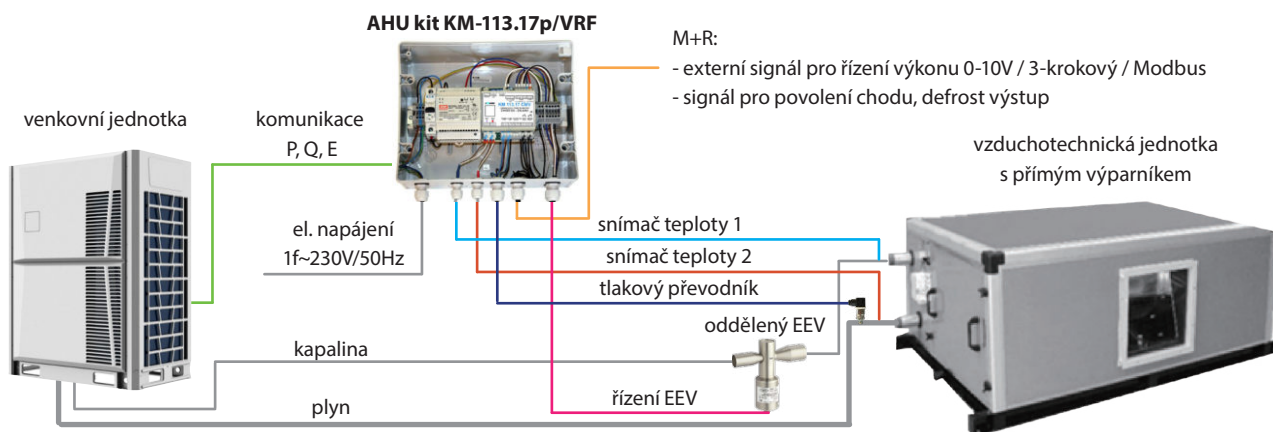 AHU kit KM-113.17p/VRF
M+R:
- externí signál pro řízení výkonu 0-10V / 3-krokový / Modbus
- signál pro povolení chodu, defrost výstup
venkovní jednotka
komunikace
P, Q, E
vzduchotechnická jednotka
s přímým výparníkem
el. napájení
1f~230V/50Hz
snímač teploty 1
snímač teploty 2
tlakový převodník
oddělený EEV
kapalina
řízení EEV
plyn